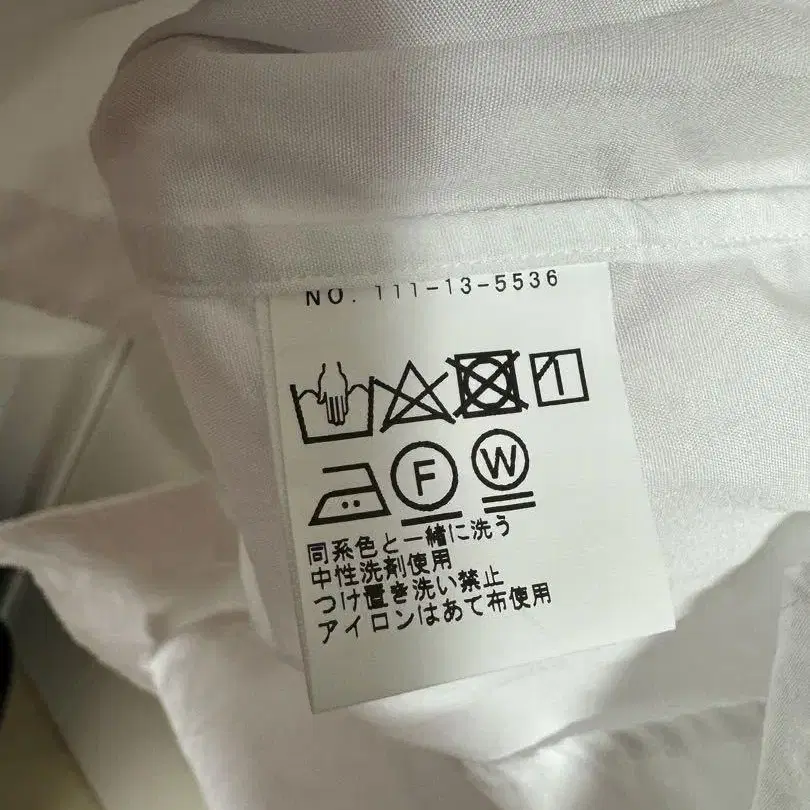 NO. 111-13-5536
F W
同系色と一緒に洗う
中性洗剤使用
つけ置き洗い禁止
アイロンはあて布使用